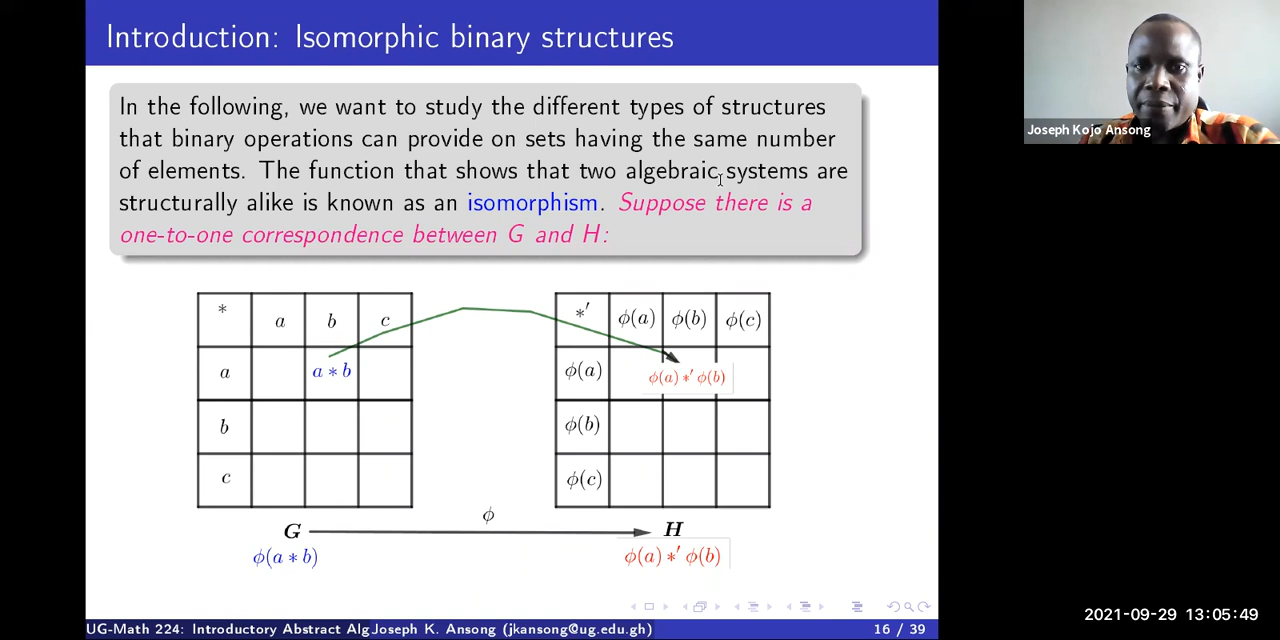 Introduction: Isomorphic binary structures
Joseph Kojo Ansong
In the following, we want to study the different types of structures
that binary operations can provide on sets having the same number
of elements. The function that shows that two algebraic systems are
structurally alike is known as an isomorphism. Suppose there is a
one-to-one correspondence between G and H:
* a b c
a a ∗ b
b
c
∗′ ϕ(a) ϕ(b) ϕ(c)
ϕ(a) ϕ(a) ∗′ ϕ(b)
ϕ(b)
ϕ(c)
ϕ
G H
ϕ(a ∗ b) ϕ(a) ∗′ ϕ(b)
UG-Math 224: Introductory Abstract Alg Joseph K. Ansong (jkansong@ug.edu.gh) 16 / 39
2021-09-29 13:05:49